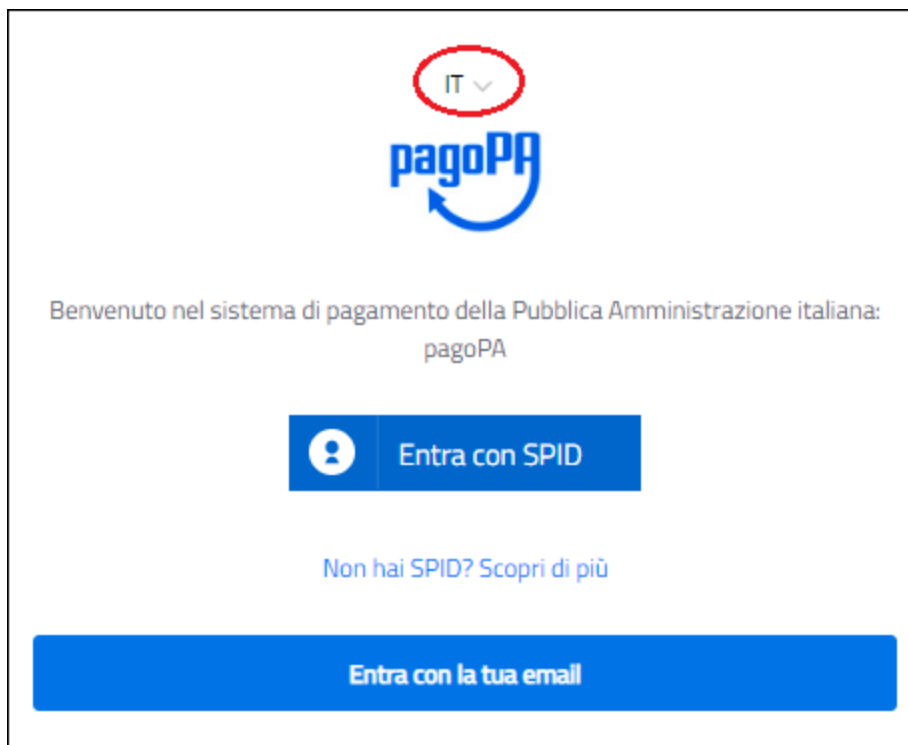 IT
pagoPA
Benvenuto nel sistema di pagamento della Pubblica Amministrazione italiana:
pagoPA
Entra con SPID
Non hai SPID? Scopri di più
Entra con la tua email